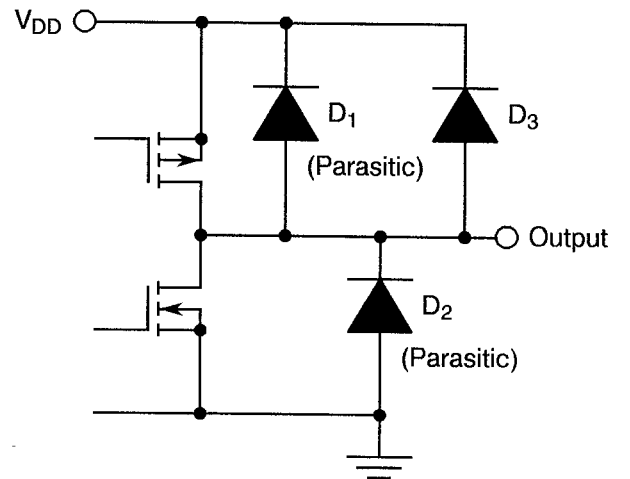 VDD
D1
D3
(Parasitic)
Output
D2
(Parasitic)